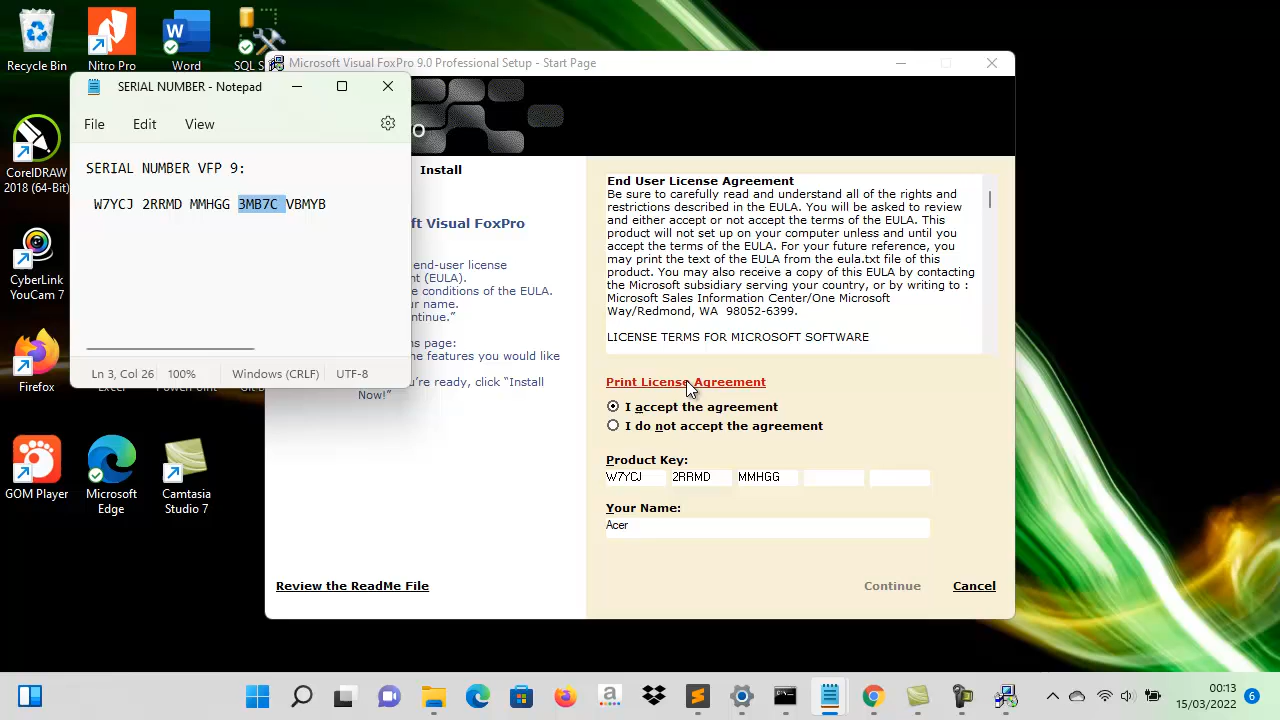 Recycle Bin
Nitro Pro
Word
SQL S
CorelDRAW
2018 (64-Bit)
CyberLink
YouCam 7
Firefox
GOM Player
Microsoft
Edge
Camtasia
Studio 7
SERIAL NUMBER - Notepad
File Edit View
SERIAL NUMBER VFP 9:
W7YCJ 2RRMD MMHGG 3MB7C VBMYB
Ln 3, Col 26 100% Windows (CRLF) UTF-8
Microsoft Visual FoxPro 9.0 Professional Setup - Start Page
Install
ft Visual FoxPro
end-user license
nt (EULA).
e conditions of the EULA.
ur name.
ntinue.”
s page:
he features you would like
're ready, click “Install
Now!”
Review the ReadMe File
End User License Agreement
Be sure to carefully read and understand all of the rights and
restrictions described in the EULA. You will be asked to review
and either accept or not accept the terms of the EULA. This
product will not set up on your computer unless and until you
accept the terms of the EULA. For your future reference, you
may print the text of the EULA from the eula.txt file of this
product. You may also receive a copy of this EULA by contacting
the Microsoft subsidiary serving your country, or by writing to :
Microsoft Sales Information Center/One Microsoft
Way/Redmond, WA 98052-6399.
LICENSE TERMS FOR MICROSOFT SOFTWARE
Print License Agreement
I accept the agreement
I do not accept the agreement
Product Key:
W7YCJ 2RRMD MMHGG
Your Name:
Acer
Continue Cancel
00:13
15/03/2022
6